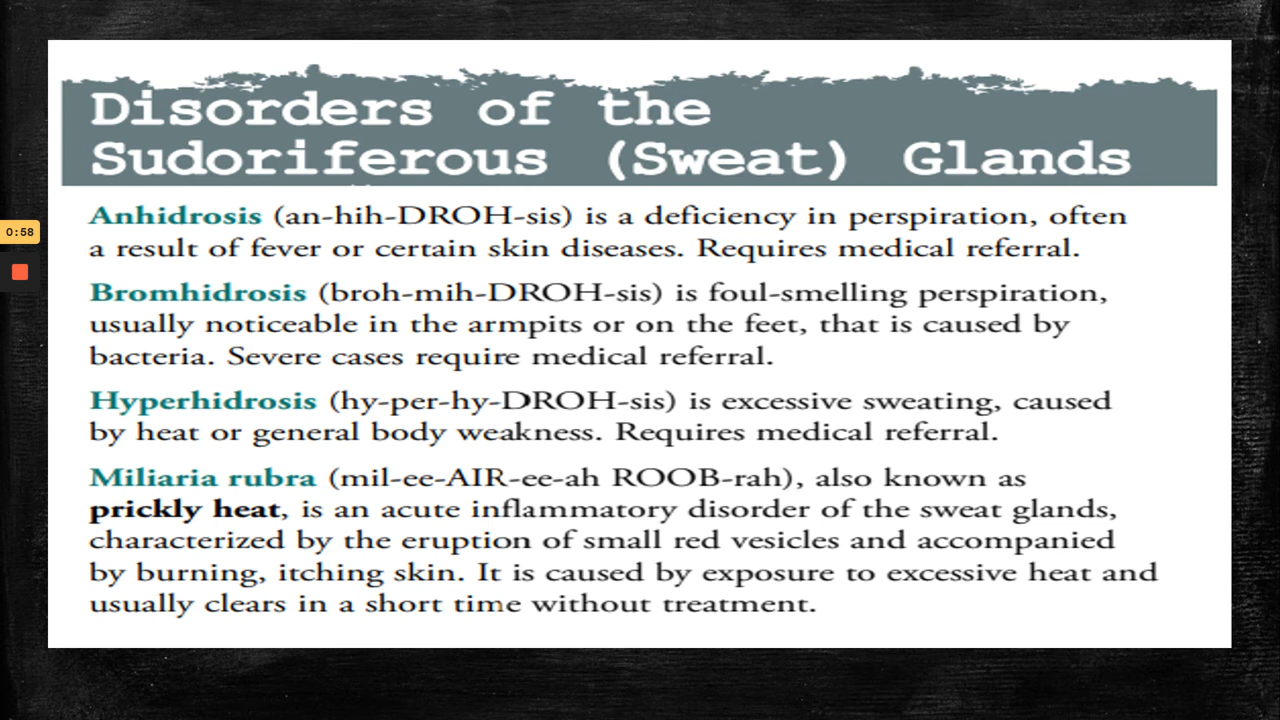 Disorders of the
Sudoriferous (Sweat) Glands
0:58
Anhidrosis (an-hih-DROH-sis) is a deficiency in perspiration, often
a result of fever or certain skin diseases. Requires medical referral.
Bromhidrosis (broh-mih-DROH-sis) is foul-smelling perspiration,
usually noticeable in the armpits or on the feet, that is caused by
bacteria. Severe cases require medical referral.
Hyperhidrosis (hy-per-hy-DROH-sis) is excessive sweating, caused
by heat or general body weakness. Requires medical referral.
Miliaria rubra (mil-ee-AIR-ee-ah ROOB-rah), also known as
prickly heat, is an acute inflammatory disorder of the sweat glands,
characterized by the eruption of small red vesicles and accompanied
by burning, itching skin. It is caused by exposure to excessive heat and
usually clears in a short time without treatment.